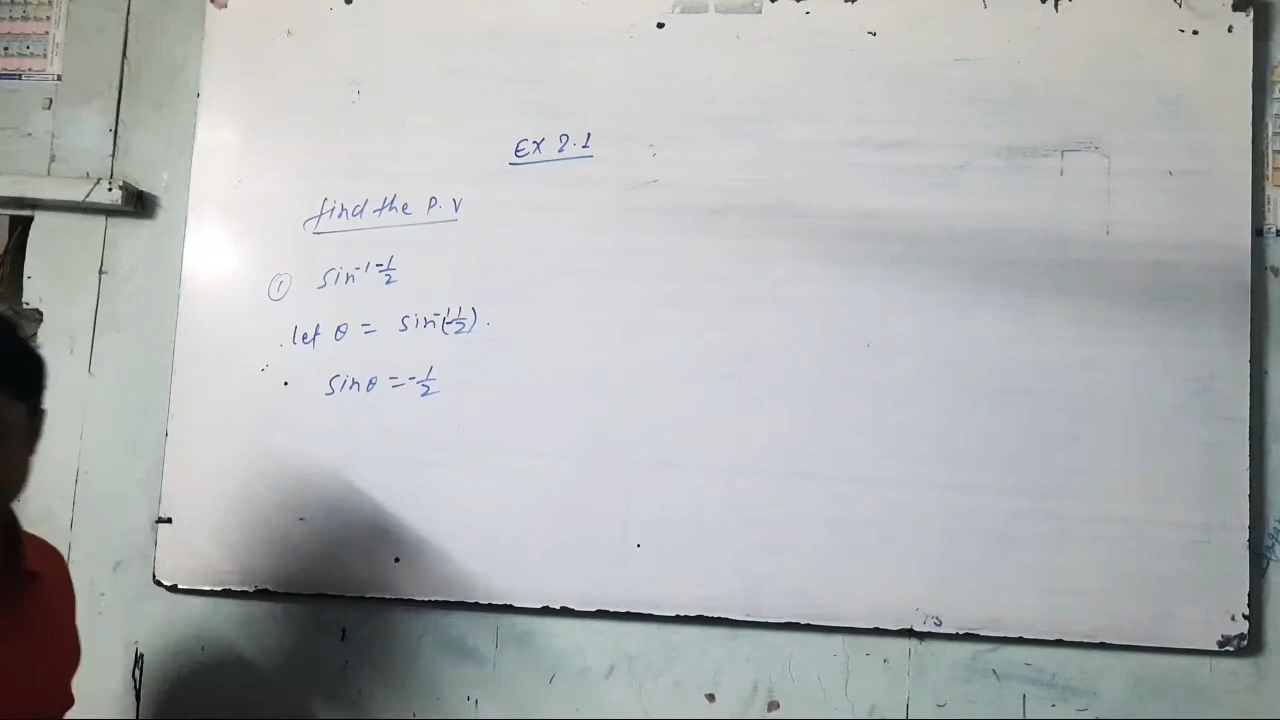 EX 2.1
find the P.V
① sin⁻¹ -1/2
let θ = sin⁻¹(-1/2).
sinθ = -1/2